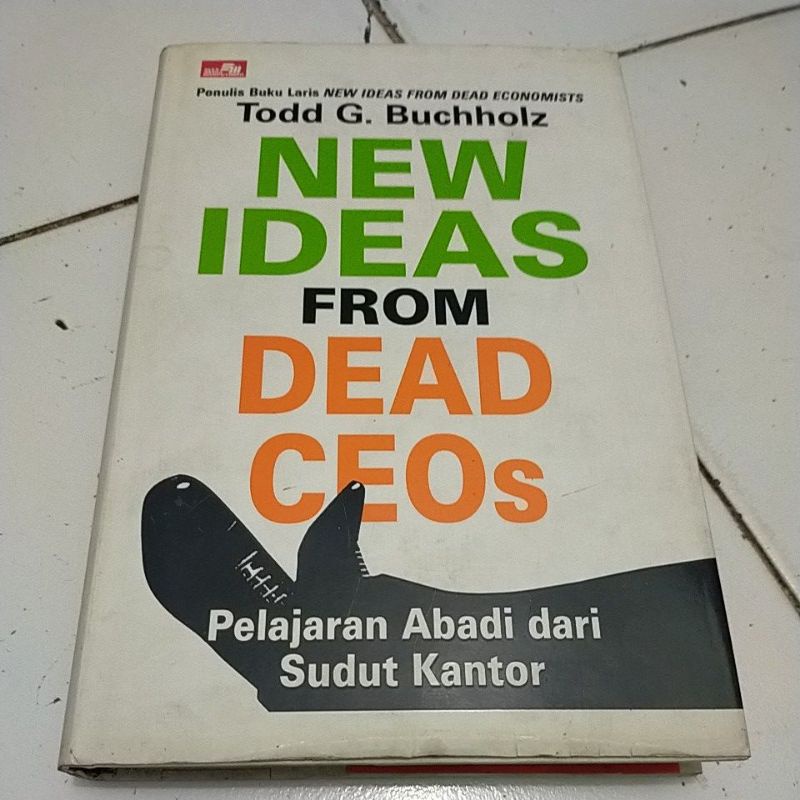 Penulis Buku Laris NEW IDEAS FROM DEAD ECONOMISTS
Todd G. Buchholz
NEW
IDEAS
FROM
DEAD
CEOs
Pelajaran Abadi dari
Sudut Kantor